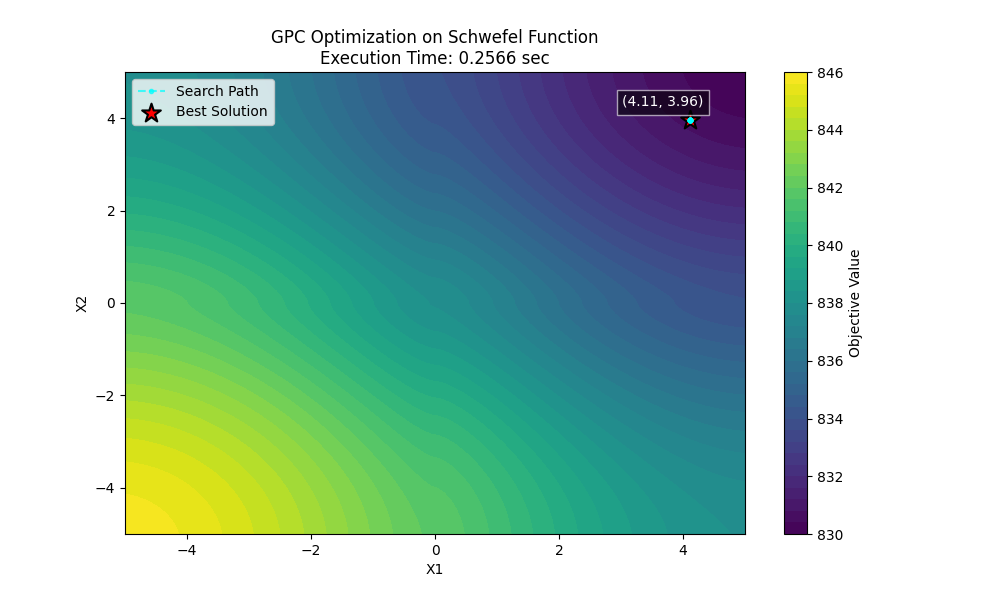 GPC Optimization on Schwefel Function
Execution Time: 0.2566 sec
Search Path
Best Solution
(4.11, 3.96)
4
2
0
−2
−4
X2
−4
−2
0
2
4
X1
846
844
842
840
838
836
834
832
830
Objective Value